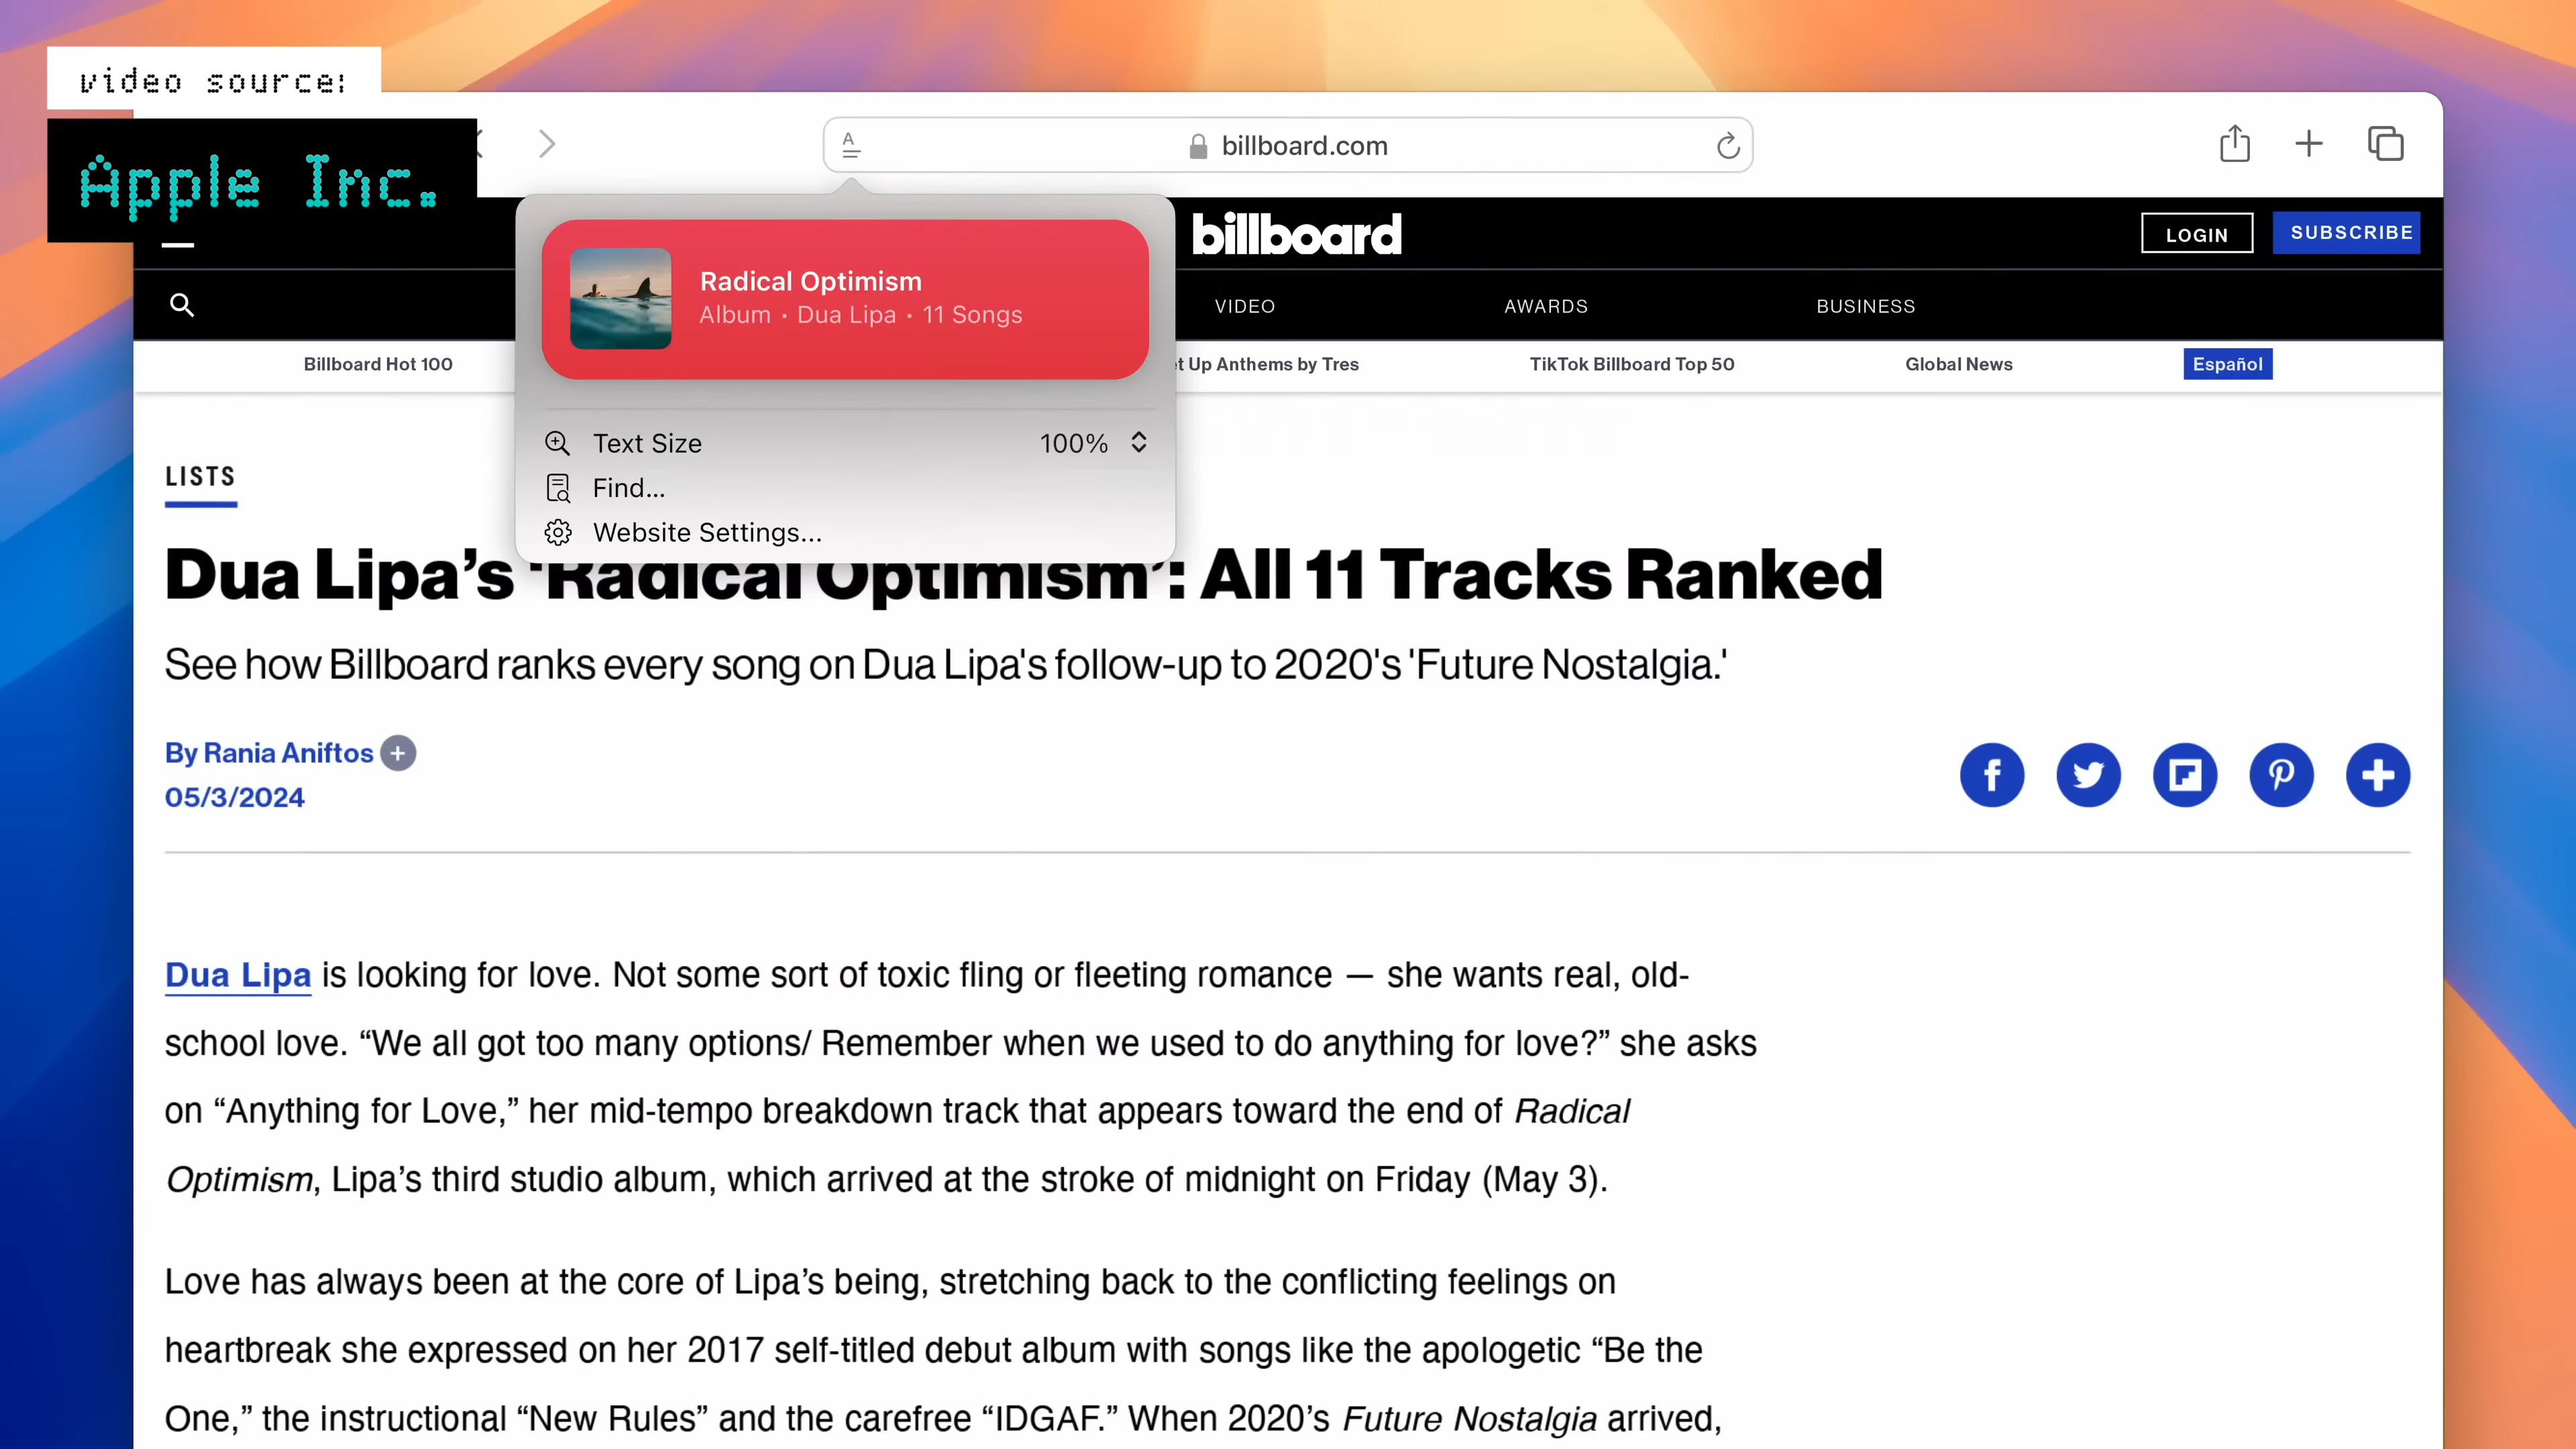 video source:
Apple Inc.
billboard.com
billboard
LOGIN
SUBSCRIBE
Radical Optimism
Album · Dua Lipa · 11 Songs
VIDEO
AWARDS
BUSINESS
Billboard Hot 100
Up Anthems by Tres
TikTok Billboard Top 50
Global News
Español
Text Size
100%
Find...
Website Settings...
LISTS
Dua Lipa’s ‘Radical Optimism’: All 11 Tracks Ranked
See how Billboard ranks every song on Dua Lipa's follow-up to 2020's 'Future Nostalgia.'
By Rania Aniftos
05/3/2024
Dua Lipa is looking for love. Not some sort of toxic fling or fleeting romance — she wants real, old-
school love. “We all got too many options/ Remember when we used to do anything for love?” she asks
on “Anything for Love,” her mid-tempo breakdown track that appears toward the end of Radical
Optimism, Lipa’s third studio album, which arrived at the stroke of midnight on Friday (May 3).
Love has always been at the core of Lipa’s being, stretching back to the conflicting feelings on
heartbreak she expressed on her 2017 self-titled debut album with songs like the apologetic “Be the
One,” the instructional “New Rules” and the carefree “IDGAF.” When 2020’s Future Nostalgia arrived,